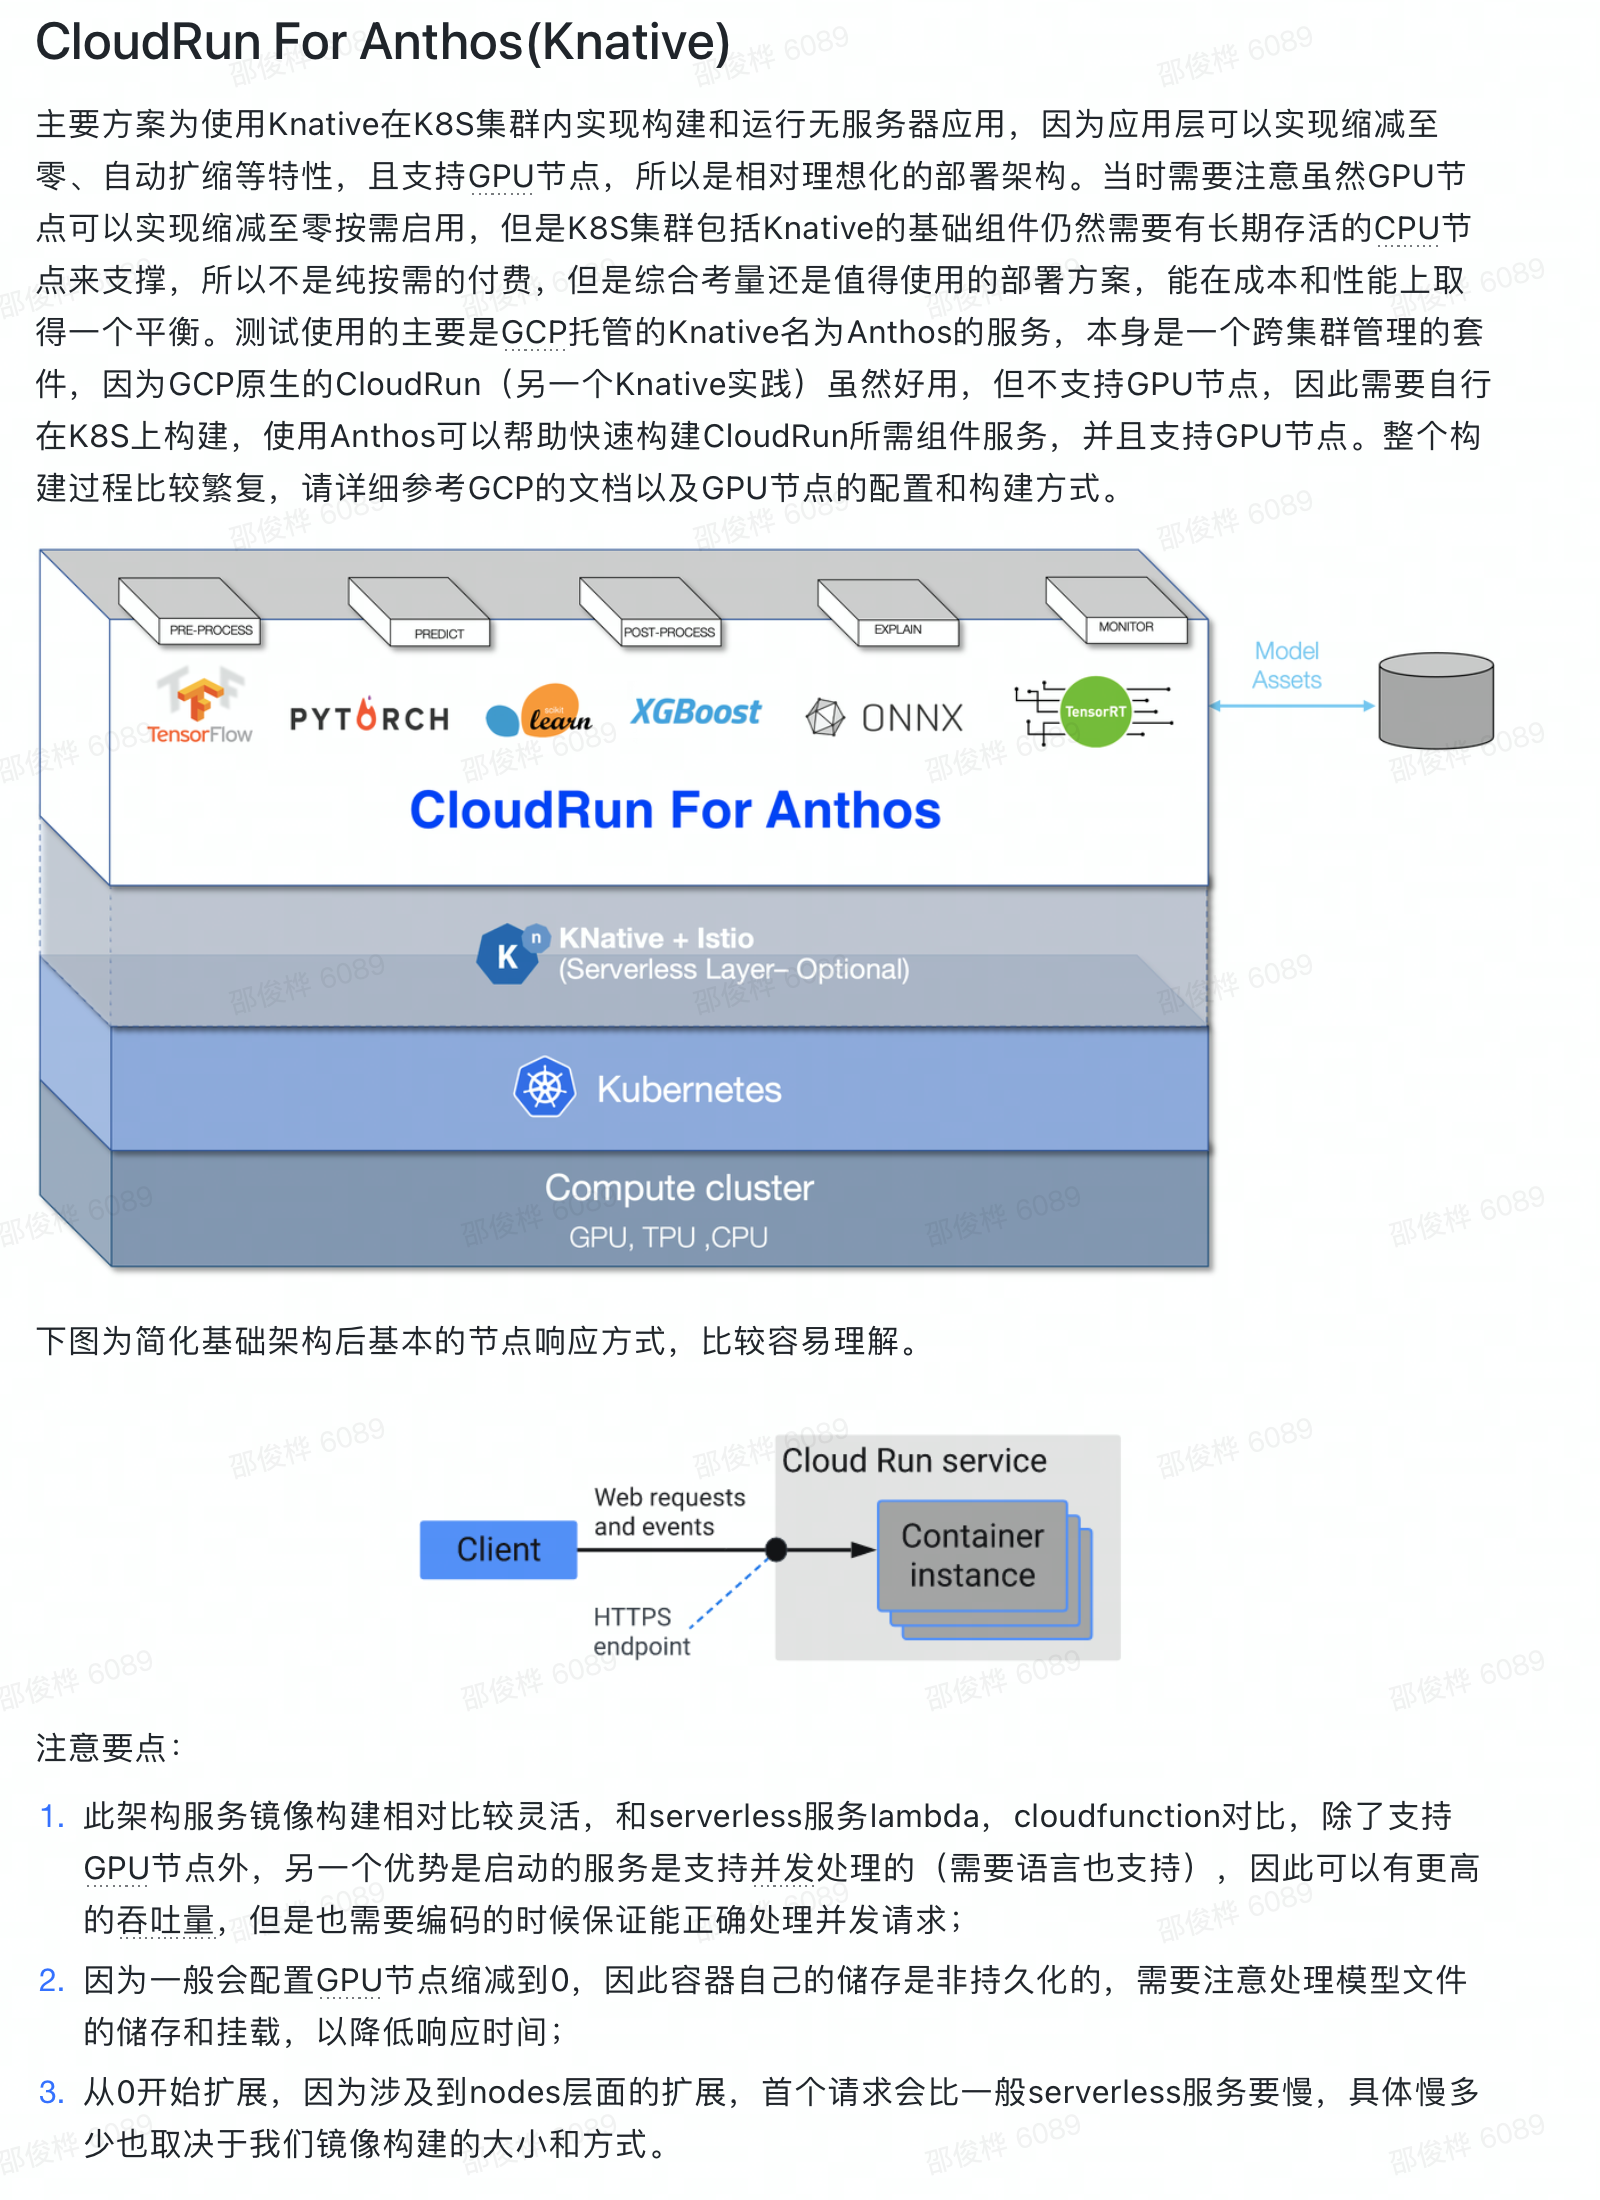 CloudRun For Anthos(Knative)
主要方案为使用Knative在K8S集群内实现构建和运行无服务器应用，因为应用层可以实现缩减至
零、自动扩缩等特性，且支持GPU节点，所以是相对理想化的部署架构。当时需要注意虽然GPU节
点可以实现缩减至零按需启用，但是K8S集群包括Knative的基础组件仍然需要有长期存活的CPU节
点来支撑，所以不是纯按需的付费，但是综合考量还是值得使用的部署方案，能在成本和性能上取
得一个平衡。测试使用的主要是GCP托管的Knative名为Anthos的服务，本身是一个跨集群管理的套
件，因为GCP原生的CloudRun（另一个Knative实践）虽然好用，但不支持GPU节点，因此需要自行
在K8S上构建，使用Anthos可以帮助快速构建CloudRun所需组件服务，并且支持GPU节点。整个构
建过程比较繁复，请详细参考GCP的文档以及GPU节点的配置和构建方式。
PRE-PROCESS
PREDICT
POST-PROCESS
EXPLAIN
MONITOR
TensorFlow
PYTORCH
scikit
learn
XGBoost
ONNX
TensorRT
Model
Assets
CloudRun For Anthos
K n
KNative + Istio
(Serverless Layer– Optional)
Kubernetes
Compute cluster
GPU, TPU ,CPU
下图为简化基础架构后基本的节点响应方式，比较容易理解。
Client
Web requests
and events
HTTPS
endpoint
Cloud Run service
Container
instance
注意要点：
1. 此架构服务镜像构建相对比较灵活，和serverless服务lambda，cloudfunction对比，除了支持
GPU节点外，另一个优势是启动的服务是支持并发处理的（需要语言也支持），因此可以有更高
的吞吐量，但是也需要编码的时候保证能正确处理并发请求；
2. 因为一般会配置GPU节点缩减到0，因此容器自己的储存是非持久化的，需要注意处理模型文件
的储存和挂载，以降低响应时间；
3. 从0开始扩展，因为涉及到nodes层面的扩展，首个请求会比一般serverless服务要慢，具体慢多
少也取决于我们镜像构建的大小和方式。
邵俊桦 6089